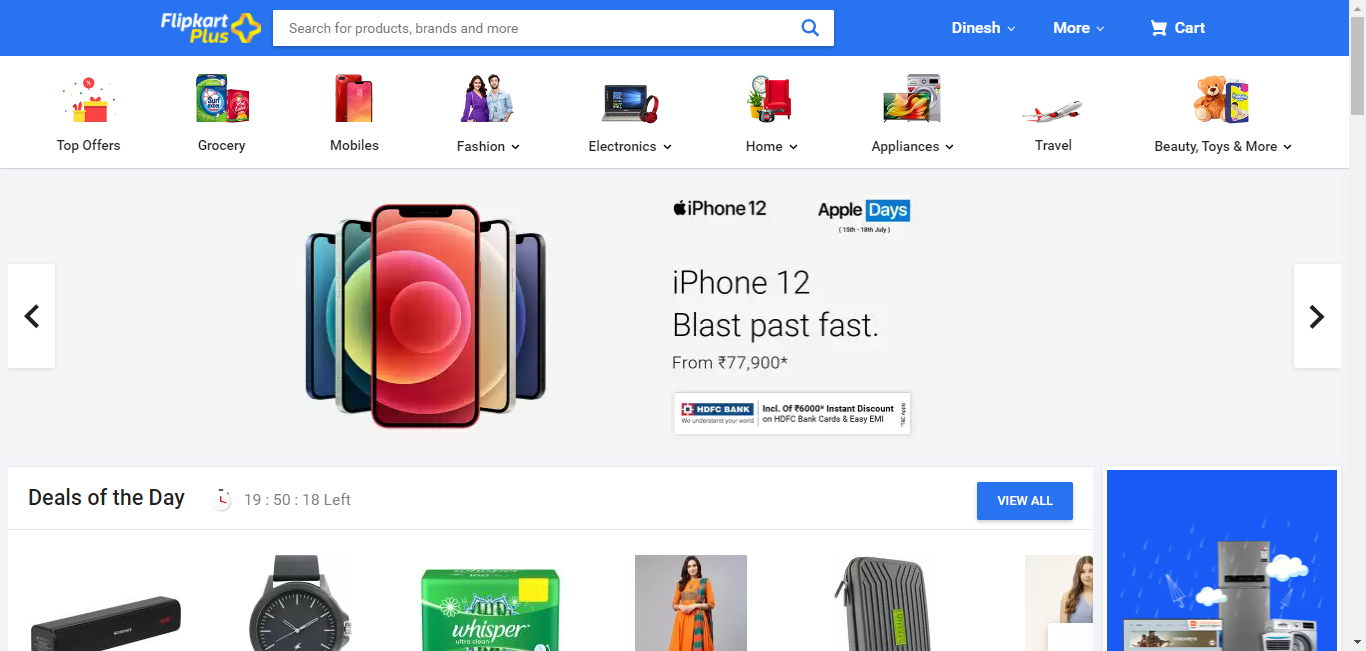 Flipkart
Plus
Search for products, brands and more
Dinesh
More
Cart
Top Offers
Grocery
Mobiles
Fashion
Electronics
Home
Appliances
Travel
Beauty, Toys & More
iPhone 12
Apple Days
( 15th - 18th July )
iPhone 12
Blast past fast.
From ₹77,900*
HDFC BANK
We understand your world
Incl. Of ₹6000* Instant Discount
on HDFC Bank Cards & Easy EMI
Deals of the Day
19 : 50 : 18 Left
VIEW ALL
whisper
ultra clean